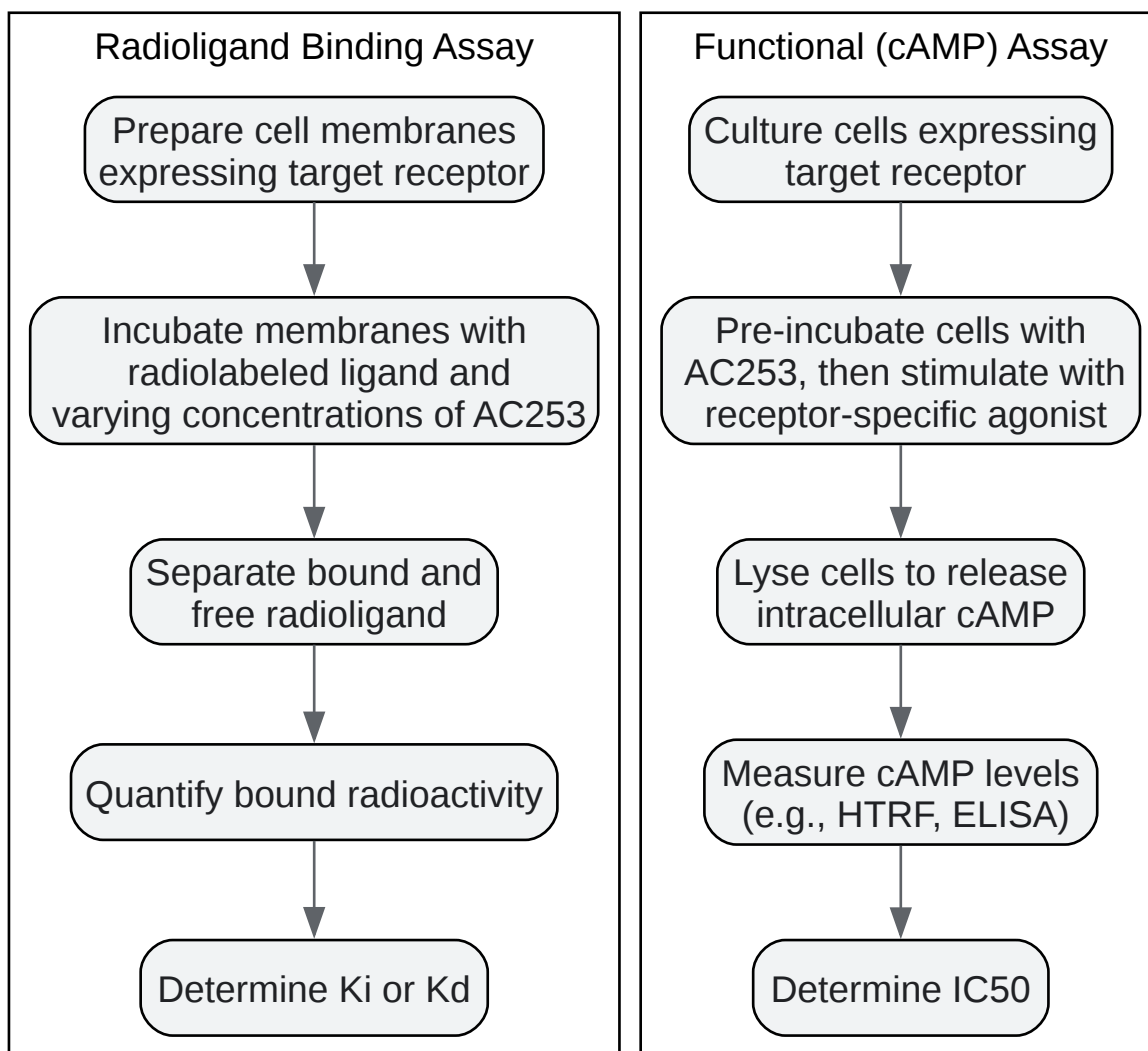 Radioligand Binding Assay
Prepare cell membranes
expressing target receptor
Incubate membranes with
radiolabeled ligand and
varying concentrations of AC253
Separate bound and
free radioligand
Quantify bound radioactivity
Determine Ki or Kd
Functional (cAMP) Assay
Culture cells expressing
target receptor
Pre-incubate cells with
AC253, then stimulate with
receptor-specific agonist
Lyse cells to release
intracellular cAMP
Measure cAMP levels
(e.g., HTRF, ELISA)
Determine IC50